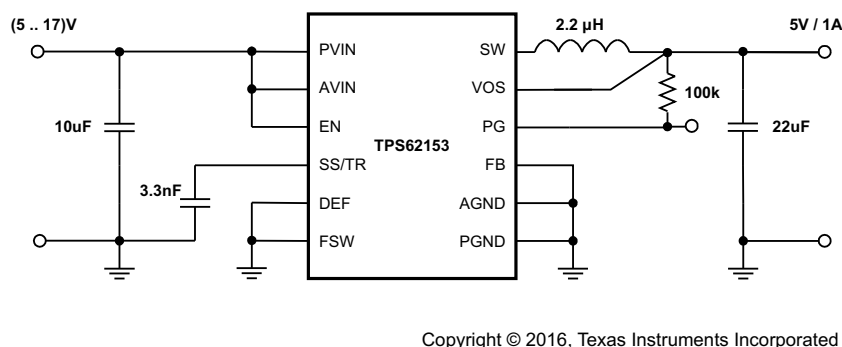 (5 .. 17)V
2.2 µH
5V / 1A
PVIN
SW
AVIN
VOS
100k
10uF
EN
PG
22uF
TPS62153
SS/TR
FB
3.3nF
DEF
AGND
FSW
PGND
Copyright © 2016, Texas Instruments Incorporated